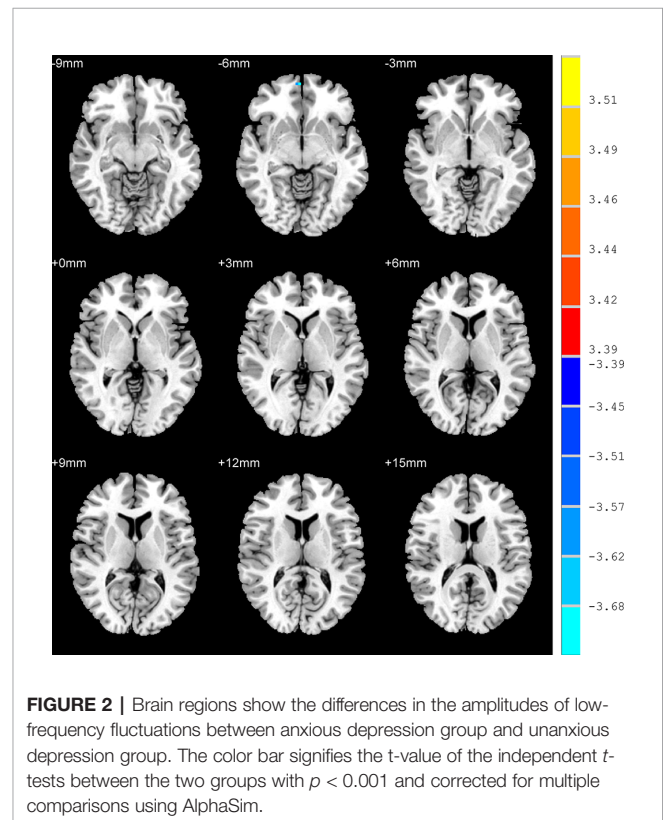 -9mm -6mm -3mm
3.51
3.49
3.46
3.44
+0mm +3mm +6mm
3.42
3.39
-3.39
-3.45
+9mm +12mm +15mm
-3.51
-3.57
-3.62
-3.68
FIGURE 2 | Brain regions show the differences in the amplitudes of low-
frequency fluctuations between anxious depression group and unanxious
depression group. The color bar signifies the t-value of the independent t-
tests between the two groups with p < 0.001 and corrected for multiple
comparisons using AlphaSim.